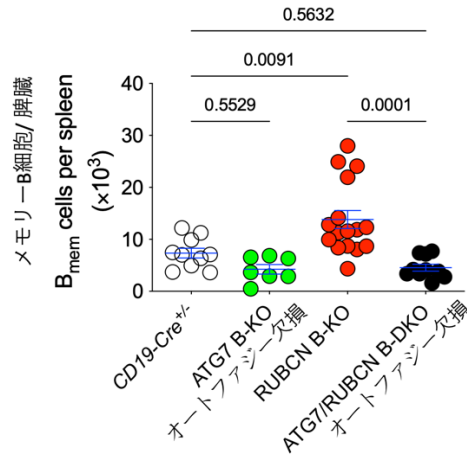 0.5632
0.0091
0.5529
0.0001
メモリーB細胞/脾臓
Bmem cells per spleen
(×10³)
40
30
20
10
0
CD19-Cre+/-
ATG7 B-KO
オートファジー欠損
RUBCN B-KO
ATG7/RUBCN B-DKO
オートファジー欠損